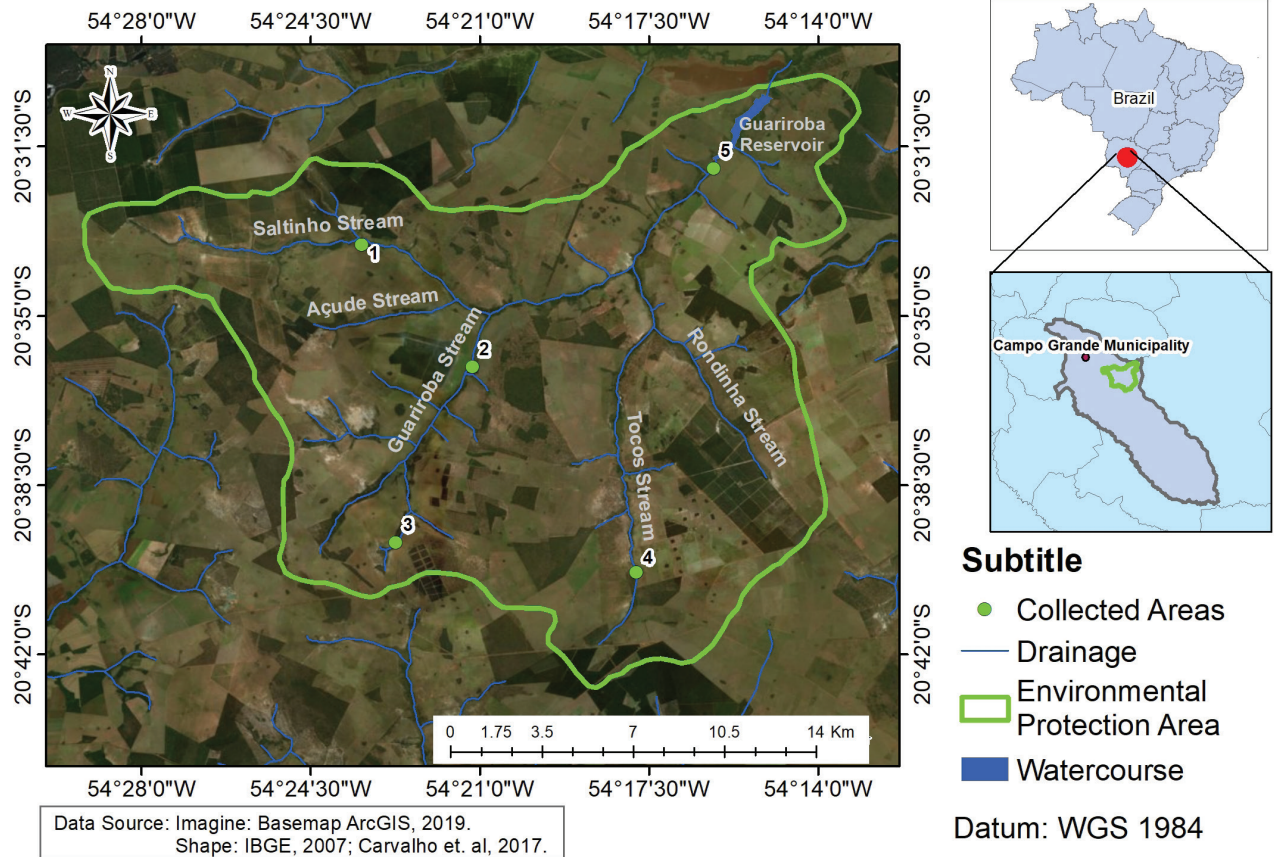 54°28'0"W 54°24'30"W 54°21'0"W 54°17'30"W 54°14'0"W
20°31'30"S
20°35'0"S
20°38'30"S
20°42'0"S
N
W E
S
Guariroba
Reservoir
5
Saltinho Stream
1
Açude Stream
2
Guariroba Stream
Rondinha Stream
Tocos Stream
3
4
0 1.75 3.5 7 10.5 14 Km
20°31'30"S
20°35'0"S
20°38'30"S
20°42'0"S
54°28'0"W 54°24'30"W 54°21'0"W 54°17'30"W 54°14'0"W
Data Source: Imagine: Basemap ArcGIS, 2019.
Shape: IBGE, 2007; Carvalho et. al, 2017.
Brazil
Campo Grande Municipality
Subtitle
Collected Areas
Drainage
Environmental
Protection Area
Watercourse
Datum: WGS 1984